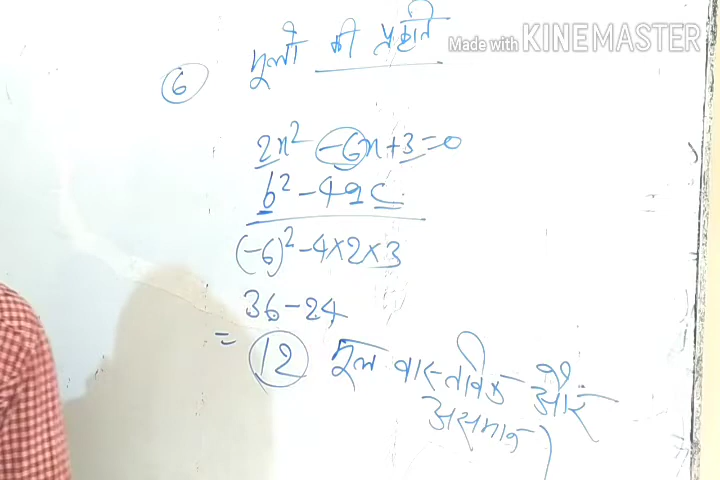 मूलो की प्रकृति
Made with KINEMASTER
6
2x² -6x+3=0
b² - 4ac
(-6)² - 4×2×3
36-24
= 12 मूल वास्तविक और
असमान)